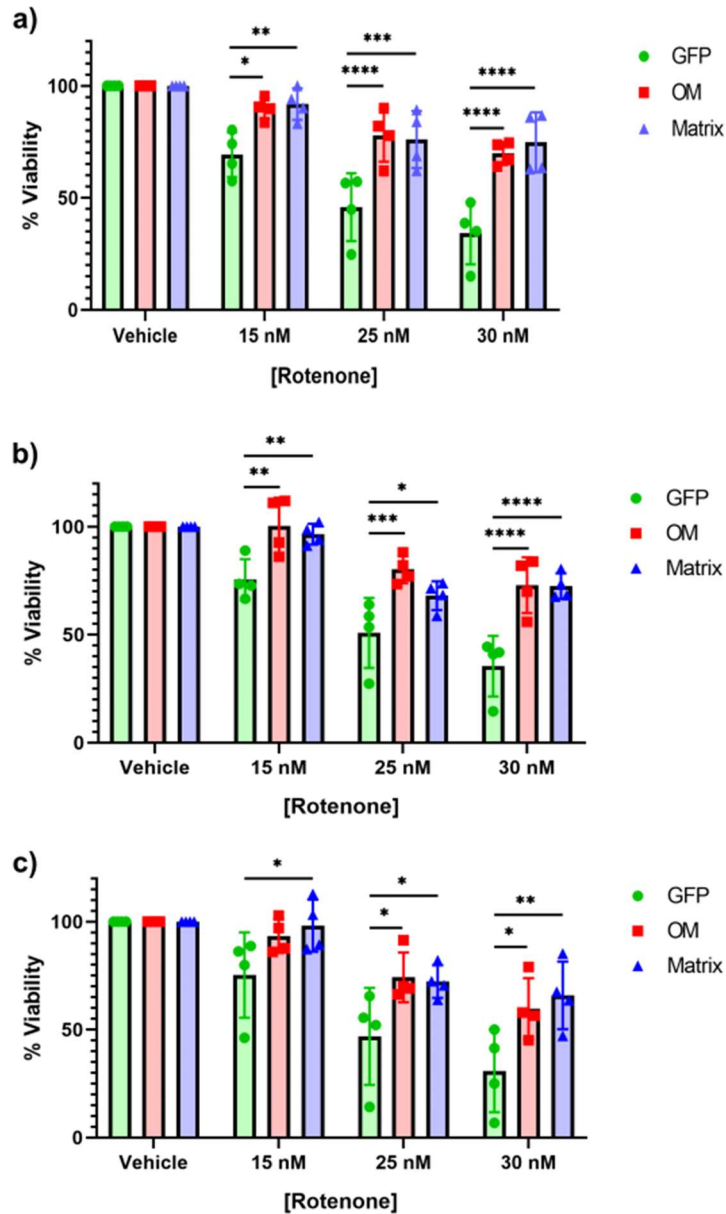 a)
** *** ****
* **** ****
GFP
OM
Matrix
% Viability
100
50
0
Vehicle 15 nM 25 nM 30 nM
[Rotenone]
b)
** * ****
** *** ****
GFP
OM
Matrix
% Viability
100
50
0
Vehicle 15 nM 25 nM 30 nM
[Rotenone]
c)
* * **
* *
GFP
OM
Matrix
% Viability
100
50
0
Vehicle 15 nM 25 nM 30 nM
[Rotenone]